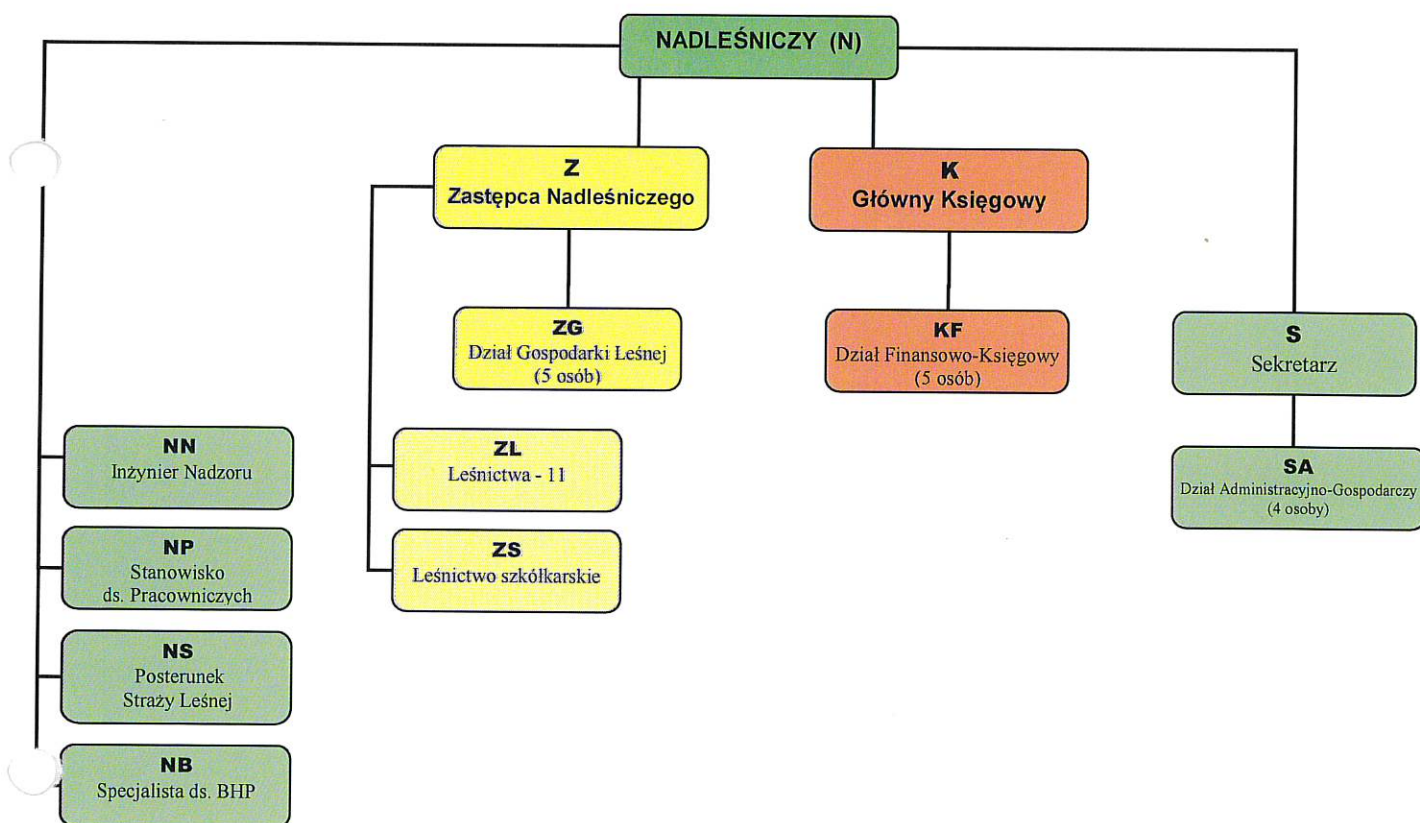 NADLEŚNICZY (N)
Z
Zastępca Nadleśniczego
K
Główny Księgowy
ZG
Dział Gospodarki Leśnej
(5 osób)
KF
Dział Finansowo-Księgowy
(5 osób)
S
Sekretarz
NN
Inżynier Nadzoru
ZL
Leśnictwa - 11
SA
Dział Administracyjno-Gospodarczy
(4 osoby)
NP
Stanowisko
ds. Pracowniczych
ZS
Leśnictwo szkółkarskie
NS
Posterunek
Straży Leśnej
NB
Specjalista ds. BHP